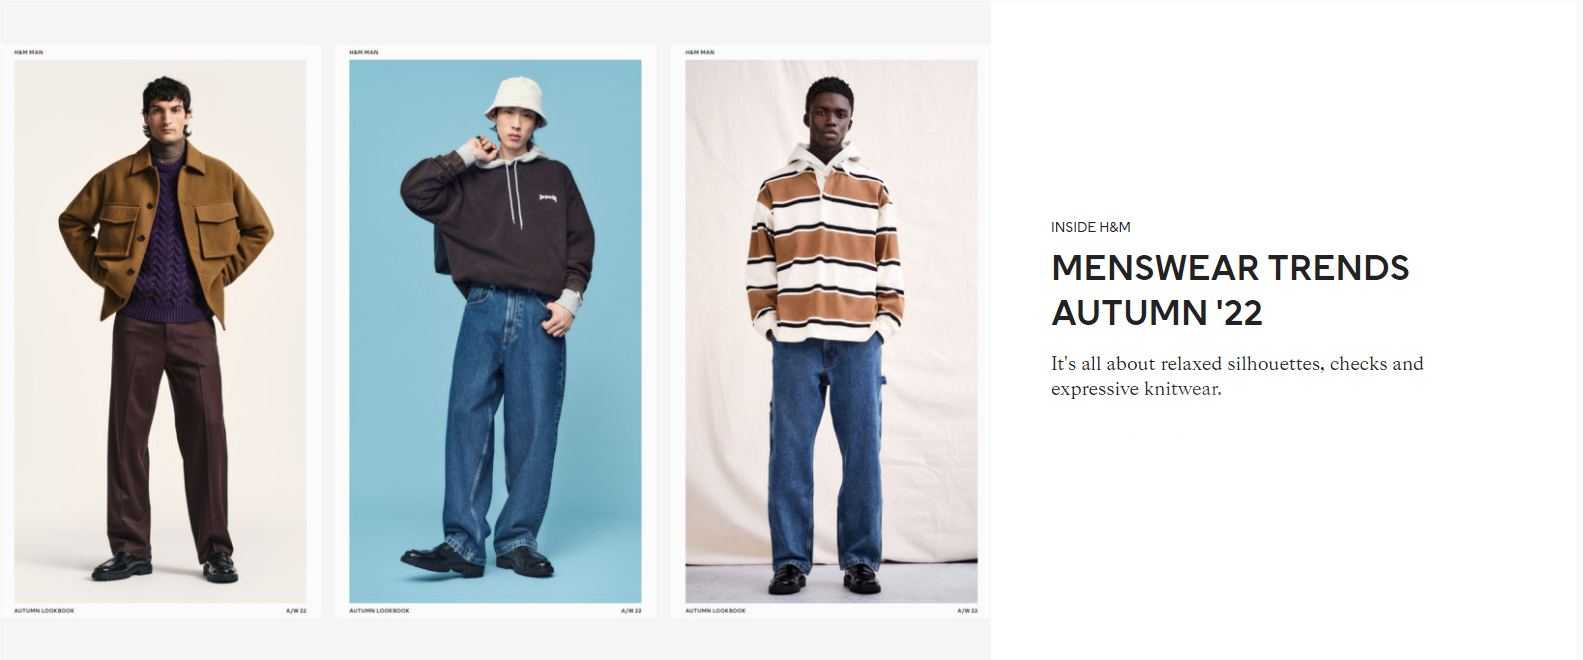 H&M MAN
AUTUMN LOOKBOOK A/W 22
H&M MAN
AUTUMN LOOKBOOK A/W 22
H&M MAN
AUTUMN LOOKBOOK A/W 22
INSIDE H&M
MENSWEAR TRENDS
AUTUMN '22
It's all about relaxed silhouettes, checks and
expressive knitwear.